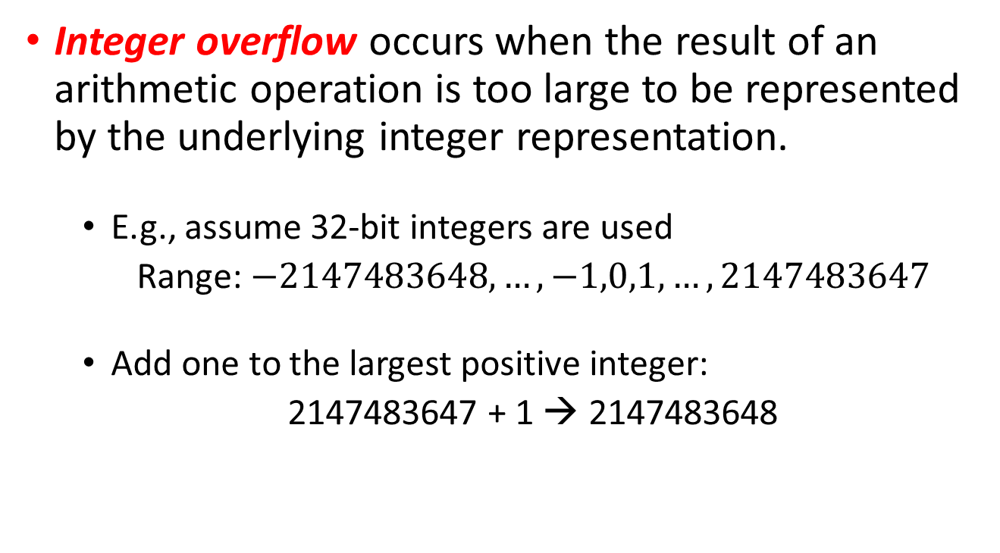 • Integer overflow occurs when the result of an
arithmetic operation is too large to be represented
by the underlying integer representation.
• E.g., assume 32-bit integers are used
Range: −2147483648, … , −1,0,1, … , 2147483647
• Add one to the largest positive integer:
2147483647 + 1 → 2147483648